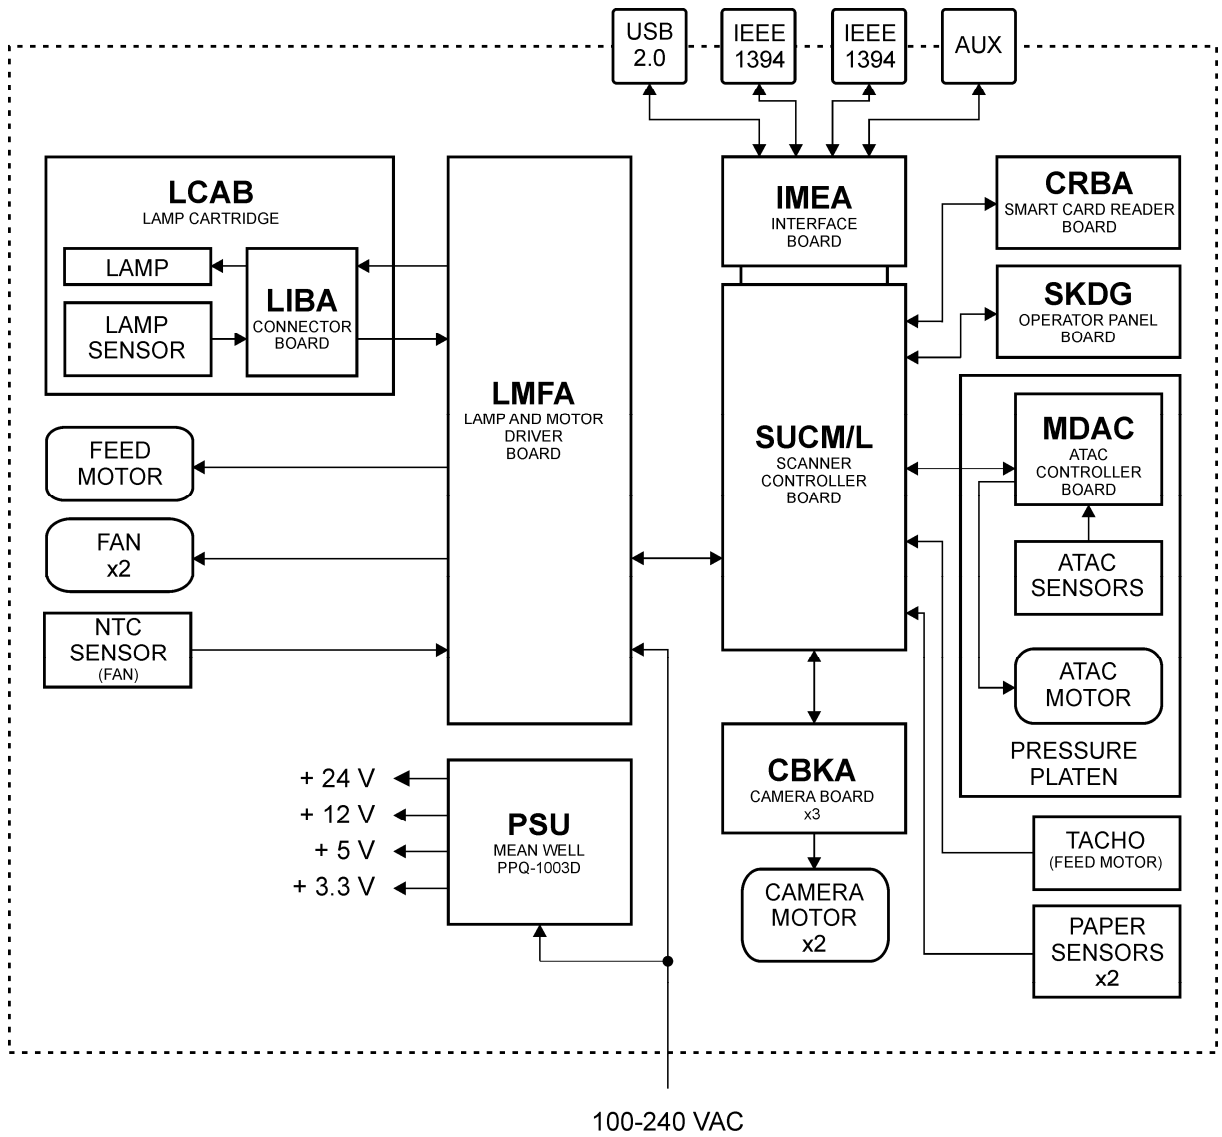 USB
2.0
IEEE
1394
IEEE
1394
AUX
LCAB
LAMP CARTRIDGE
LAMP
LAMP
SENSOR
LIBA
CONNECTOR
BOARD
FEED
MOTOR
FAN
x2
NTC
SENSOR
(FAN)
LMFA
LAMP AND MOTOR
DRIVER
BOARD
IMEA
INTERFACE
BOARD
SUCM/L
SCANNER
CONTROLLER
BOARD
CRBA
SMART CARD READER
BOARD
SKDG
OPERATOR PANEL
BOARD
MDAC
ATAC
CONTROLLER
BOARD
ATAC
SENSORS
ATAC
MOTOR
PRESSURE
PLATEN
+ 24 V
+ 12 V
+ 5 V
+ 3.3 V
PSU
MEAN WELL
PPQ-1003D
CBKA
CAMERA BOARD
x3
CAMERA
MOTOR
x2
TACHO
(FEED MOTOR)
PAPER
SENSORS
x2
100-240 VAC